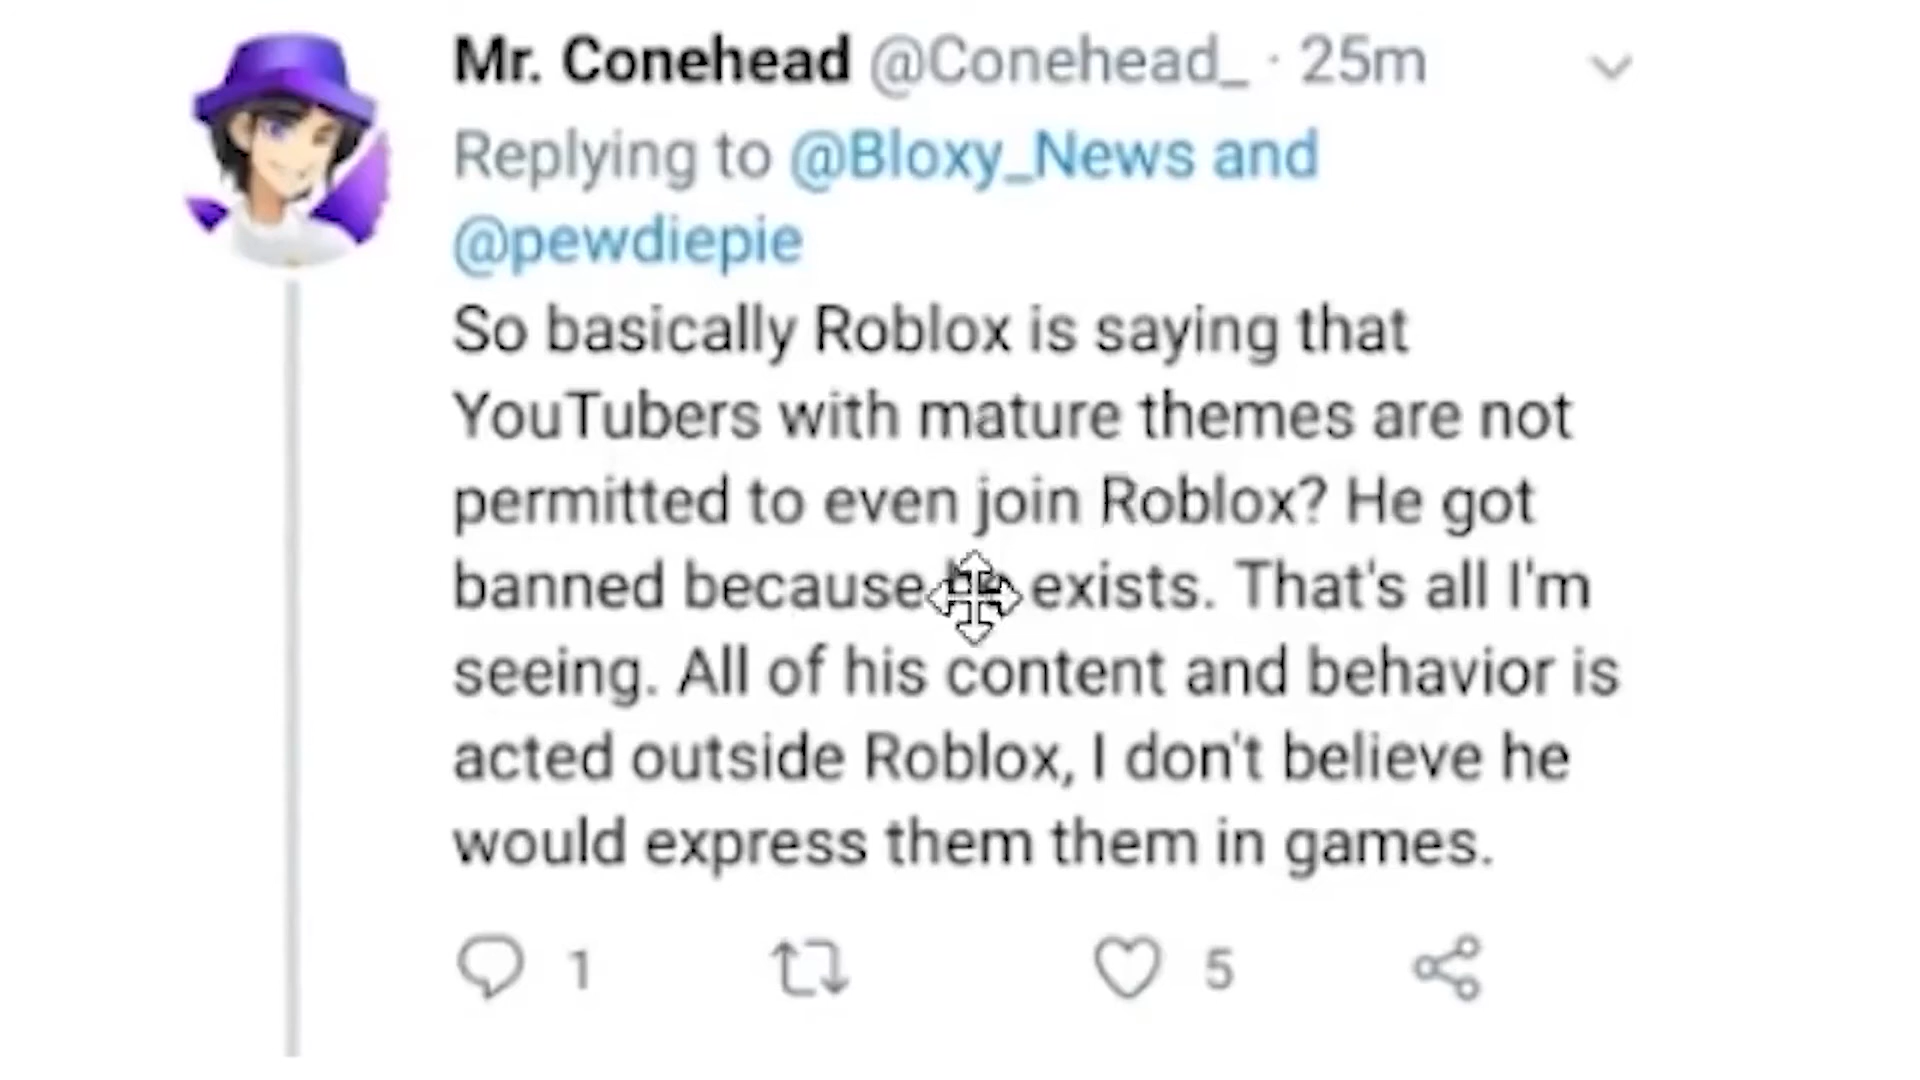 Mr. Conehead @Conehead_ · 25m
Replying to @Bloxy_News and
@pewdiepie
So basically Roblox is saying that
YouTubers with mature themes are not
permitted to even join Roblox? He got
banned because he exists. That's all I'm
seeing. All of his content and behavior is
acted outside Roblox, I don't believe he
would express them them in games.
1 5